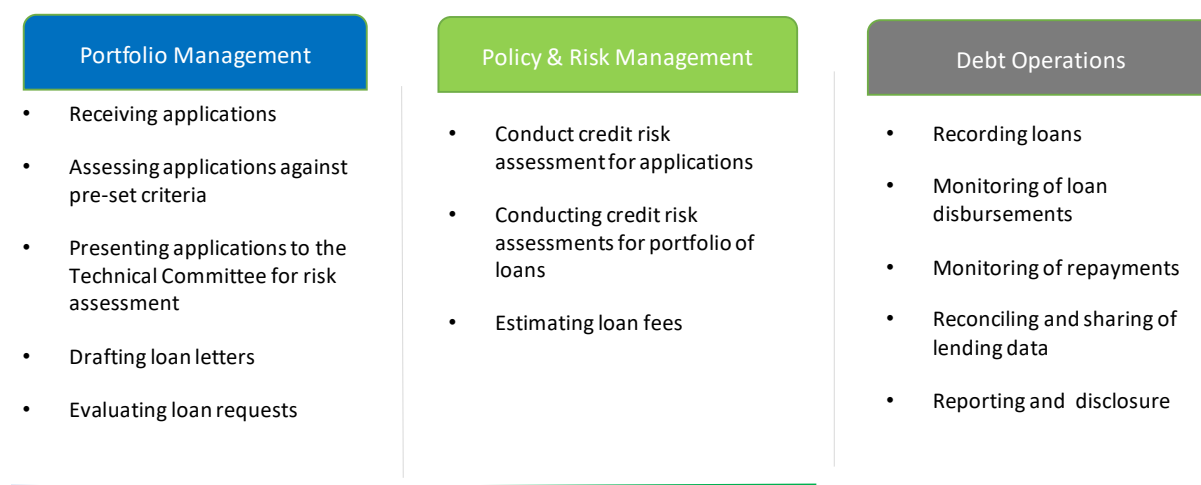 Portfolio Management
• Receiving applications
• Assessing applications against
pre-set criteria
• Presenting applications to the
Technical Committee for risk
assessment
• Drafting loan letters
• Evaluating loan requests
Policy & Risk Management
• Conduct credit risk
assessment for applications
• Conducting credit risk
assessments for portfolio of
loans
• Estimating loan fees
Debt Operations
• Recording loans
• Monitoring of loan
disbursements
• Monitoring of repayments
• Reconciling and sharing of
lending data
• Reporting and disclosure